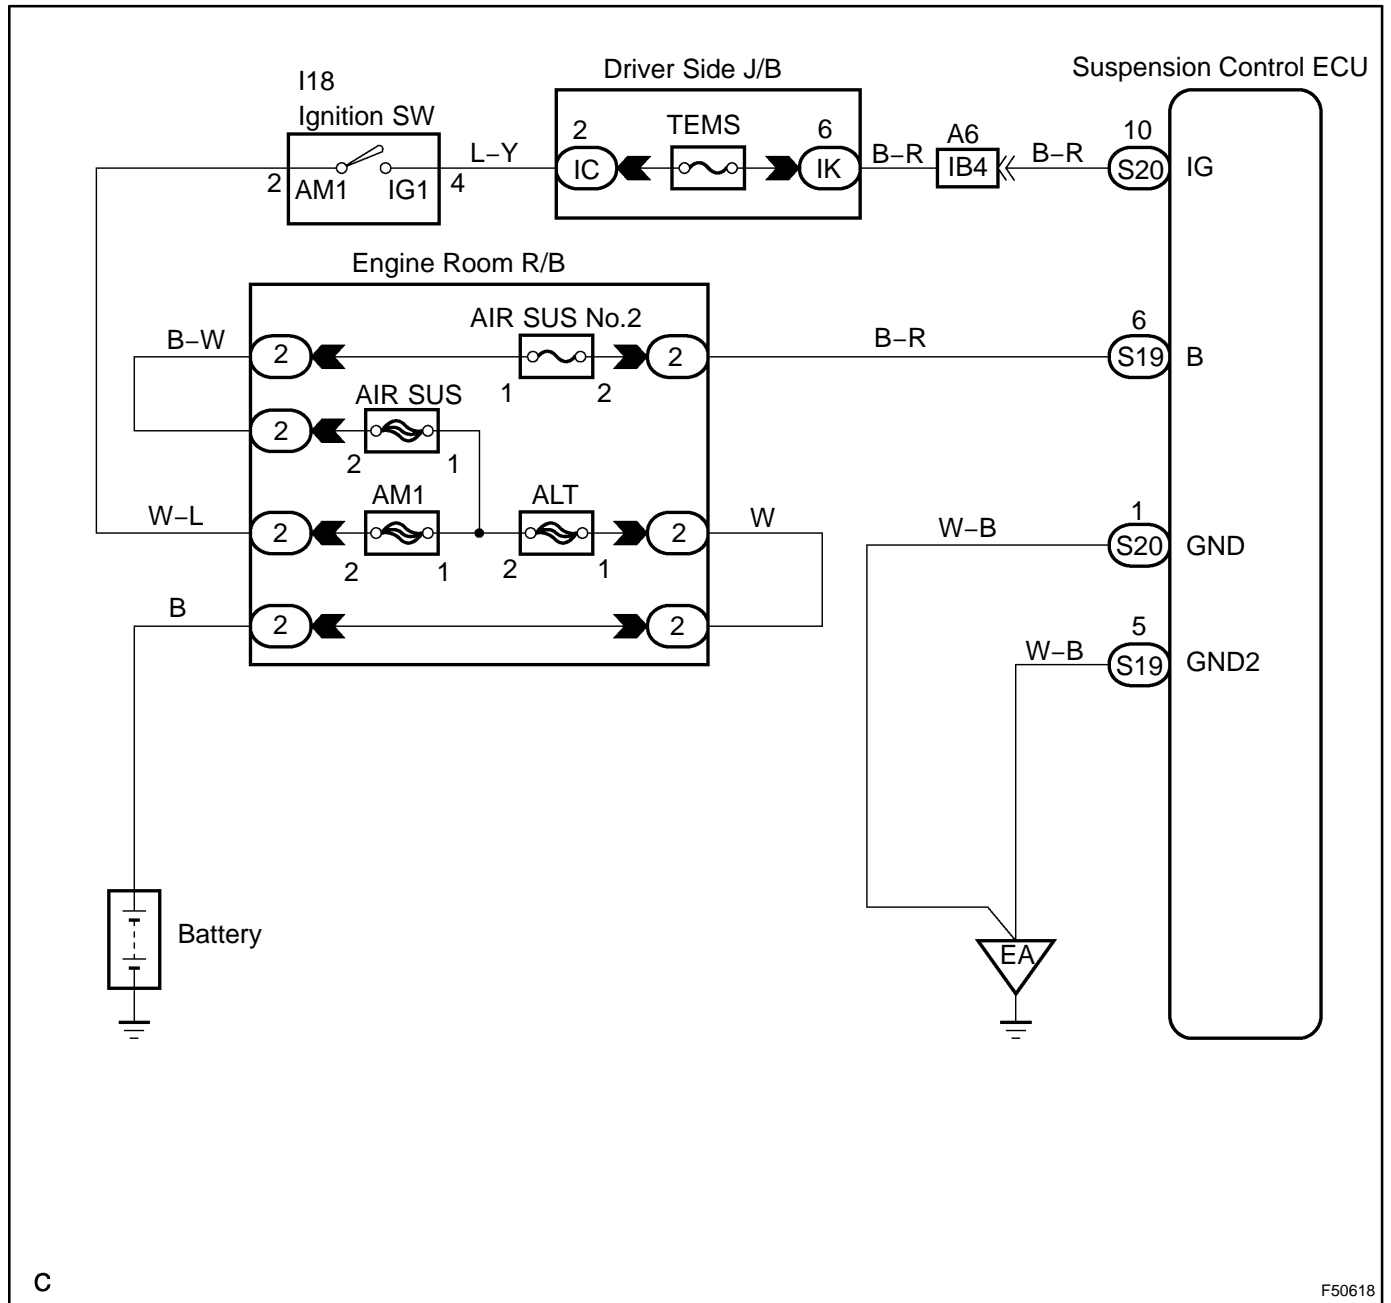 Suspension Control ECU
Driver Side J/B
I18
Ignition SW
2
AM1
IG1
4
L–Y
2
IC
TEMS
6
IK
B–R
A6
IB4
B–R
10
S20
IG
Engine Room R/B
B–W
2
AIR SUS No.2
1
2
2
B–R
6
S19
B
2
AIR SUS
2
1
W–L
2
AM1
2
1
ALT
2
1
2
W
W–B
1
S20
GND
B
2
2
W–B
5
S19
GND2
Battery
EA
C
F50618